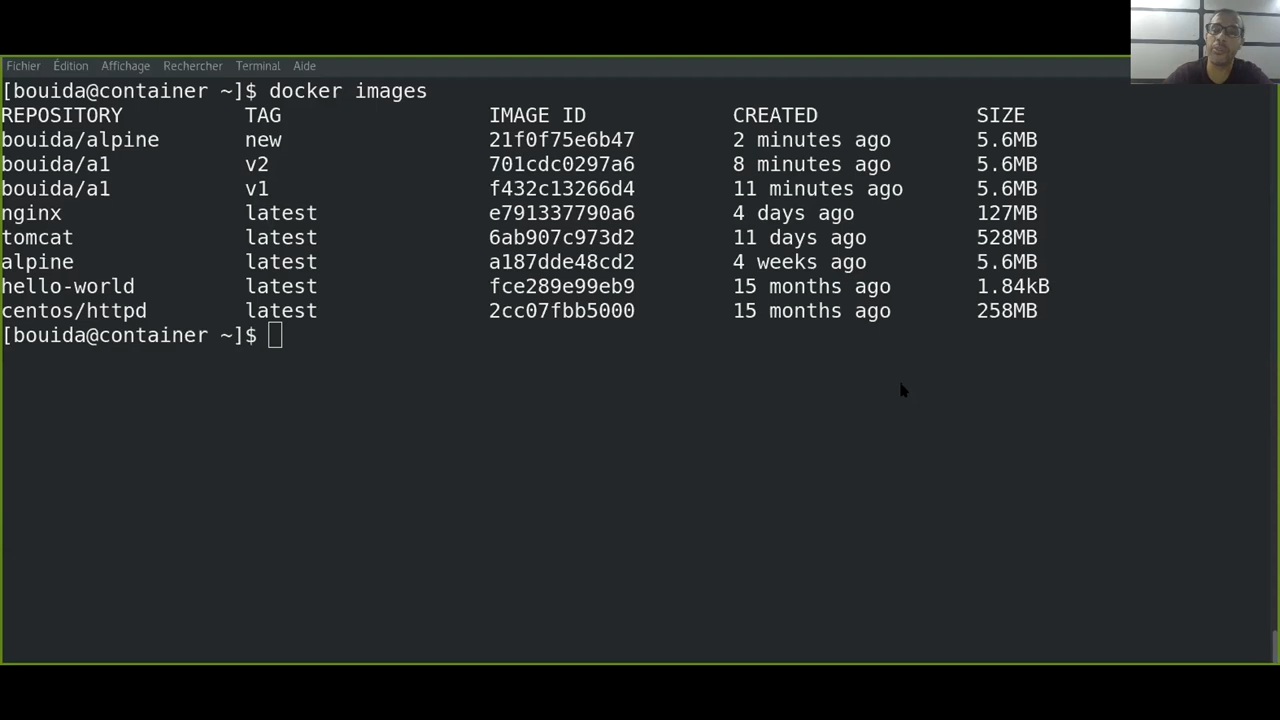 Fichier Édition Affichage Rechercher Terminal Aide
[bouida@container ~]$ docker images
REPOSITORY TAG IMAGE ID CREATED SIZE
bouida/alpine new 21f0f75e6b47 2 minutes ago 5.6MB
bouida/a1 v2 701cdc0297a6 8 minutes ago 5.6MB
bouida/a1 v1 f432c13266d4 11 minutes ago 5.6MB
nginx latest e791337790a6 4 days ago 127MB
tomcat latest 6ab907c973d2 11 days ago 528MB
alpine latest a187dde48cd2 4 weeks ago 5.6MB
hello-world latest fce289e99eb9 15 months ago 1.84kB
centos/httpd latest 2cc07fbb5000 15 months ago 258MB
[bouida@container ~]$